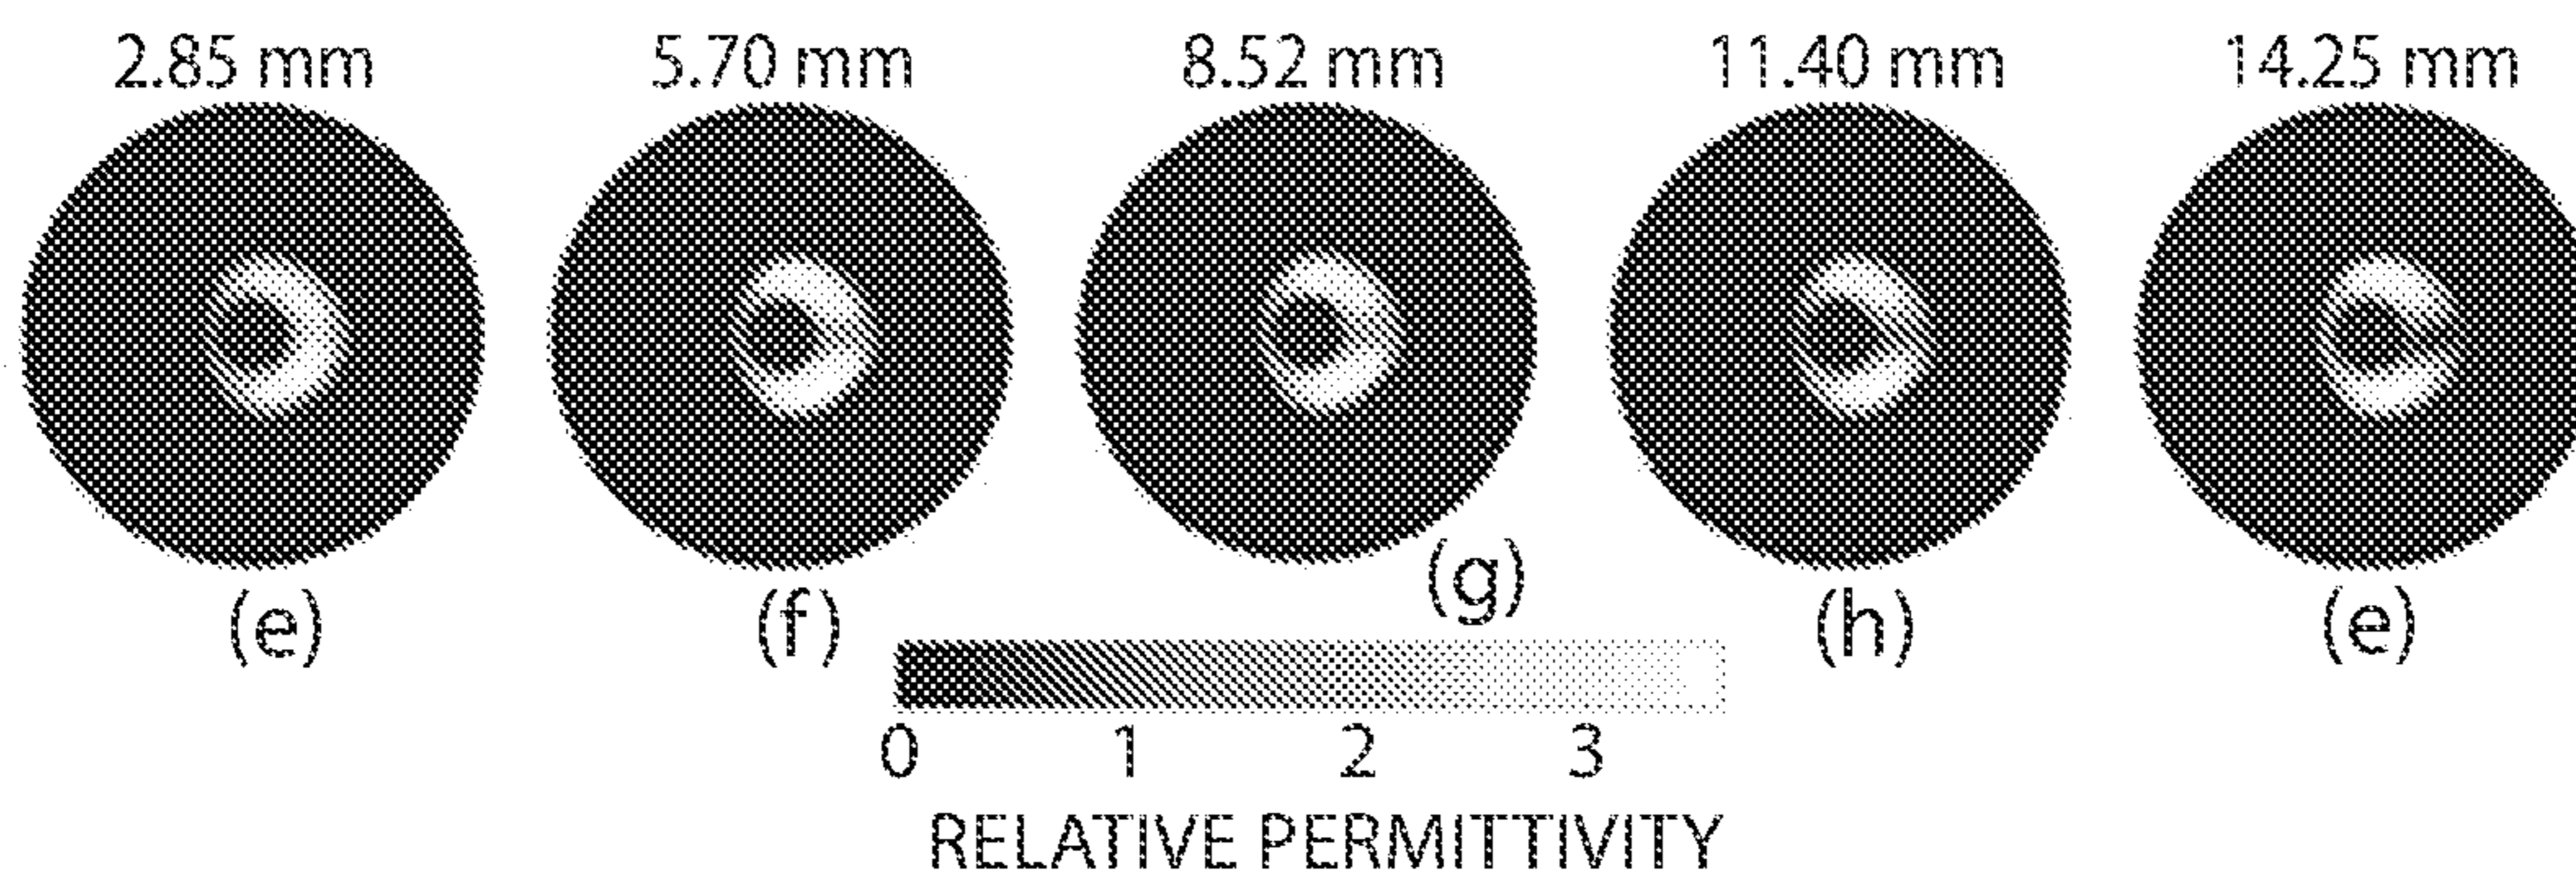 2.85 mm 5.70 mm 8.52 mm 11.40 mm 14.25 mm
(e) (f) (g) (h) (e)
0 1 2 3
RELATIVE PERMITTIVITY